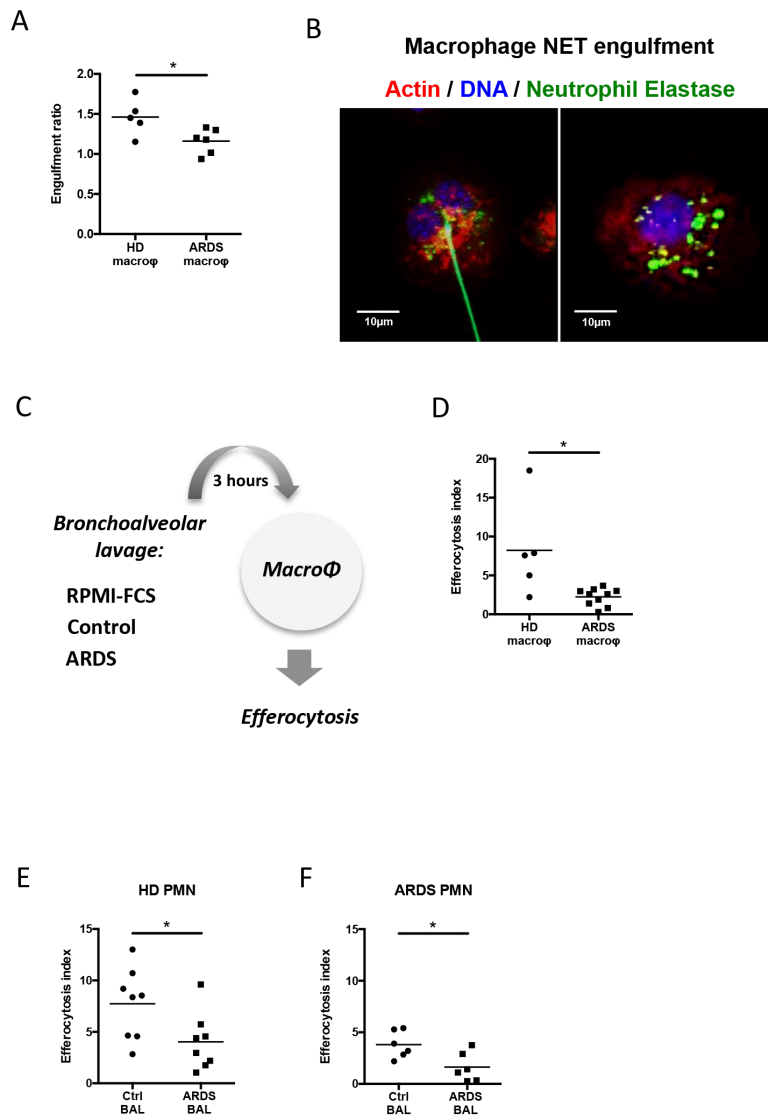 A
Engulfment ratio
2.0
1.5
1.0
0.5
0.0
*
HD
macroφ
ARDS
macroφ
B
Macrophage NET engulfment
Actin / DNA / Neutrophil Elastase
10µm
10µm
C
3 hours
Bronchoalveolar
lavage:
RPMI-FCS
Control
ARDS
MacroΦ
Efferocytosis
D
Efferocytosis index
20
15
10
5
0
*
HD
macroφ
ARDS
macroφ
E
HD PMN
Efferocytosis index
15
10
5
0
*
Ctrl
BAL
ARDS
BAL
F
ARDS PMN
Efferocytosis index
15
10
5
0
*
Ctrl
BAL
ARDS
BAL